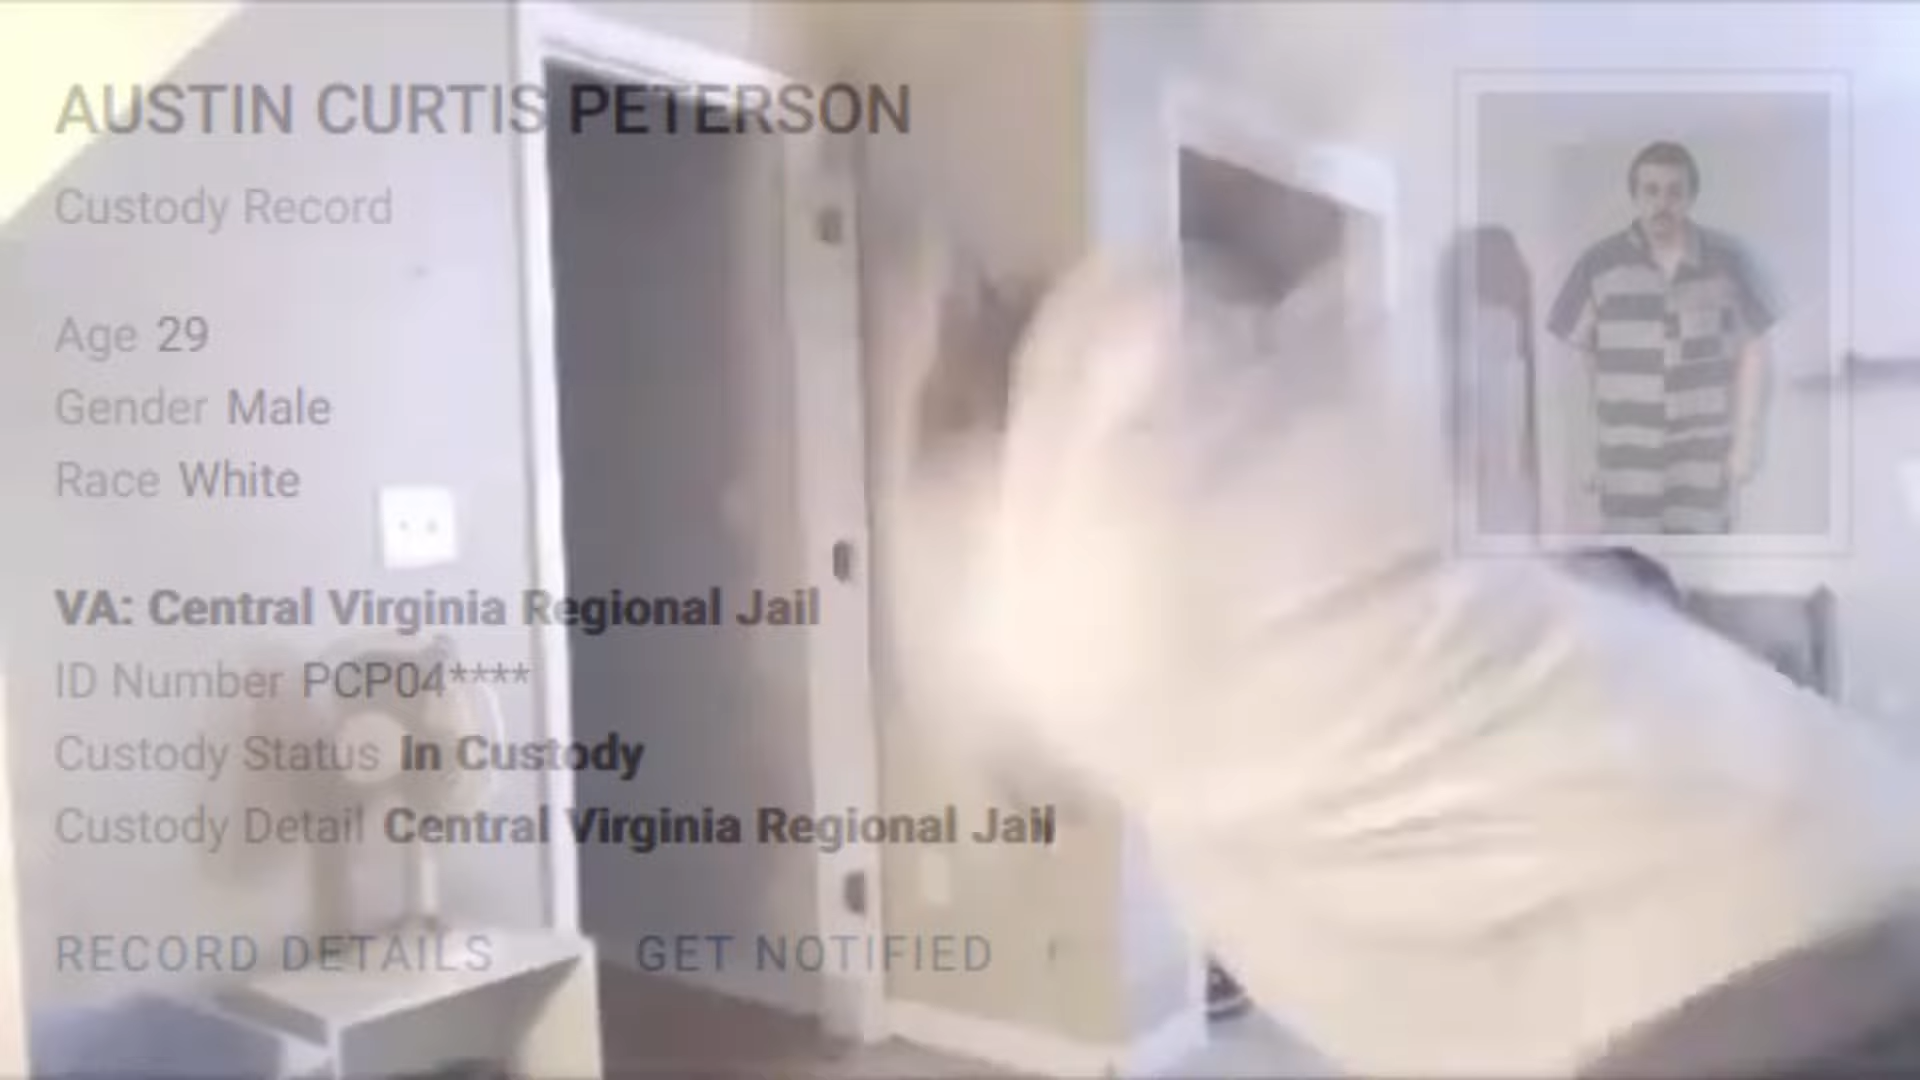 AUSTIN CURTIS PETERSON
Custody Record
Age 29
Gender Male
Race White
VA: Central Virginia Regional Jail
ID Number PCP04****
Custody Status In Custody
Custody Detail Central Virginia Regional Jail
RECORD DETAILS GET NOTIFIED